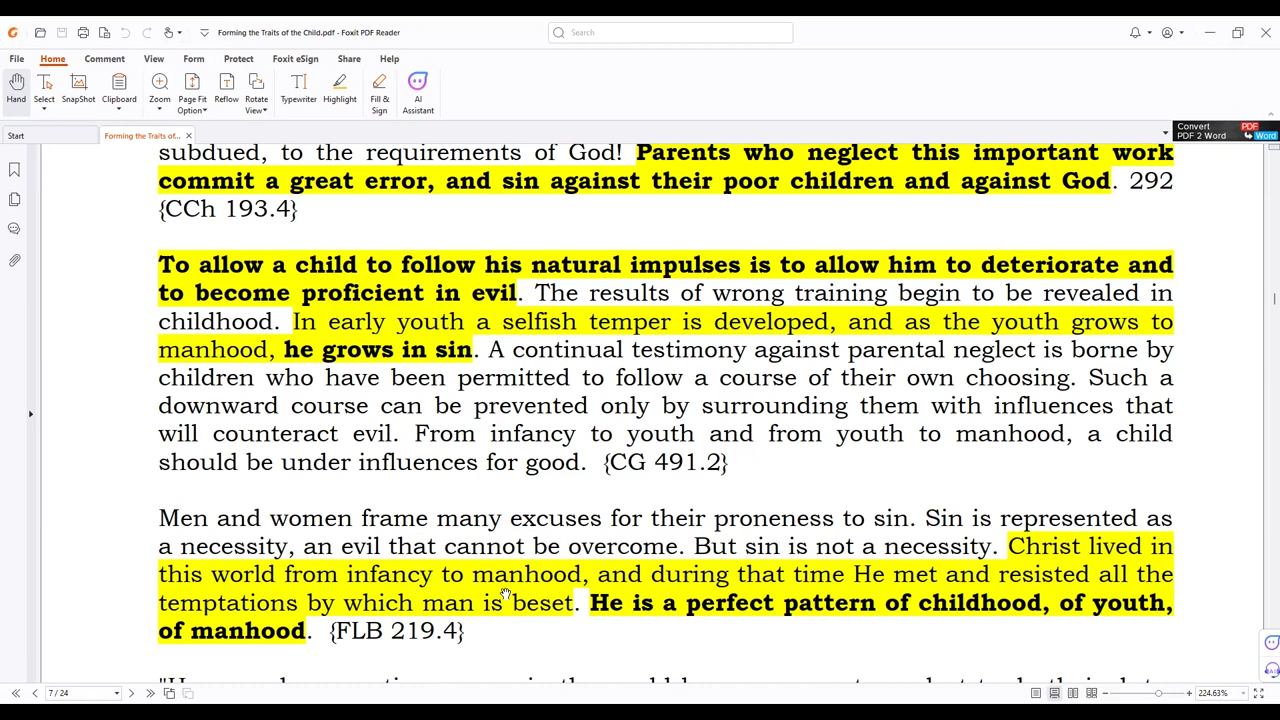 Forming the Traits of the Child.pdf - Foxit PDF Reader
Search
File Home Comment View Form Protect Foxit eSign Share Help
Hand Select SnapShot Clipboard Zoom Page Fit Option Reflow Rotate View Typewriter Highlight Fill & Sign AI Assistant
Start
Forming the Traits of...
Convert PDF
PDF 2 Word Word
subdued, to the requirements of God! Parents who neglect this important work
commit a great error, and sin against their poor children and against God. 292
{CCh 193.4}
To allow a child to follow his natural impulses is to allow him to deteriorate and
to become proficient in evil. The results of wrong training begin to be revealed in
childhood. In early youth a selfish temper is developed, and as the youth grows to
manhood, he grows in sin. A continual testimony against parental neglect is borne by
children who have been permitted to follow a course of their own choosing. Such a
downward course can be prevented only by surrounding them with influences that
will counteract evil. From infancy to youth and from youth to manhood, a child
should be under influences for good. {CG 491.2}
Men and women frame many excuses for their proneness to sin. Sin is represented as
a necessity, an evil that cannot be overcome. But sin is not a necessity. Christ lived in
this world from infancy to manhood, and during that time He met and resisted all the
temptations by which man is beset. He is a perfect pattern of childhood, of youth,
of manhood. {FLB 219.4}
7 / 24
224.63%